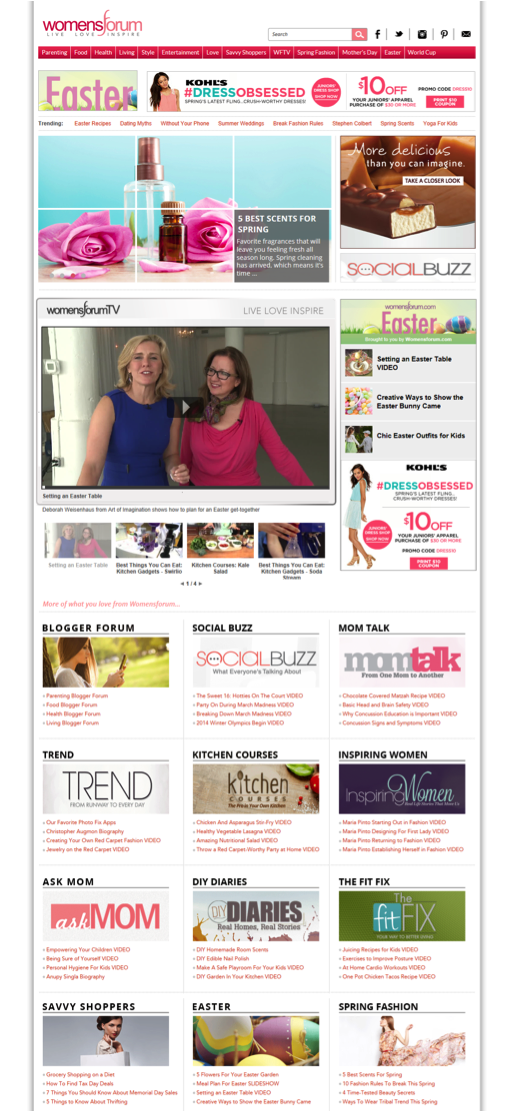 womensforum
LIVE LOVE INSPIRE
Search
Parenting Food Health Living Style Entertainment Love Savvy Shoppers WFTV Spring Fashion Mother's Day Easter World Cup
Easter
KOHL'S
#DRESSOBSESSED
SPRING'S LATEST FLING...CRUSH-WORTHY DRESSES!
JUNIORS' DRESS SHOP
SHOP NOW
$10 OFF
YOUR JUNIORS' APPAREL
PURCHASE OF $30 OR MORE
PROMO CODE DRESS10
PRINT $10 COUPON
Trending: Easter Recipes Dating Myths Without Your Phone Summer Weddings Break Fashion Rules Stephen Colbert Spring Scents Yoga For Kids
5 BEST SCENTS FOR
SPRING
Favorite fragrances that will
leave you feeling fresh all
season long. Spring cleaning
has arrived, which means it's
time ...
More delicious
than you can imagine.
TAKE A CLOSER LOOK
SOCIALBUZZ
womensforumTV
LIVE LOVE INSPIRE
Setting an Easter Table
Deborah Weisenhaus from Art of Imagination shows how to plan for an Easter get-together
Setting an Easter Table
Best Things You Can Eat:
Kitchen Gadgets - Swirlio
Kitchen Courses: Kale
Salad
Best Things You Can Eat:
Kitchen Gadgets - Soda
Stream
1 / 4
womensforum.com
Easter
Brought to you by Womensforum.com
Setting an Easter Table
VIDEO
Creative Ways to Show the
Easter Bunny Came
Chic Easter Outfits for Kids
KOHL'S
#DRESSOBSESSED
SPRING'S LATEST FLING...
CRUSH-WORTHY DRESSES!
JUNIORS'
DRESS SHOP
SHOP NOW
$10 OFF
YOUR JUNIORS' APPAREL
PURCHASE OF $30 OR MORE
PROMO CODE DRESS10
PRINT $10
COUPON
More of what you love from Womensforum...
BLOGGER FORUM
» Parenting Blogger Forum
» Food Blogger Forum
» Health Blogger Forum
» Living Blogger Forum
SOCIAL BUZZ
SOCIALBUZZ
What Everyone's Talking About
» The Sweet 16: Hotties On The Court VIDEO
» Party On During March Madness VIDEO
» Breaking Down March Madness VIDEO
» 2014 Winter Olympics Begin VIDEO
MOM TALK
momtalk
From One Mom to Another
» Chocolate Covered Matzah Recipe VIDEO
» Basic Head and Brain Safety VIDEO
» Why Concussion Education is Important VIDEO
» Concussion Signs and Symptoms VIDEO
TREND
TREND
FROM RUNWAY TO EVERY DAY
» Our Favorite Photo Fix Apps
» Christopher Augmon Biography
» Creating Your Own Red Carpet Fashion VIDEO
» Jewelry on the Red Carpet VIDEO
KITCHEN COURSES
kitchen
COURSES
The Pro In Your Own Kitchen
» Chicken And Asparagus Stir-Fry VIDEO
» Healthy Vegetable Lasagna VIDEO
» Amazing Nutritional Salad VIDEO
» Throw a Red Carpet-Worthy Party at Home VIDEO
INSPIRING WOMEN
Inspiring Women
Real Life Stories That Move Us
» Maria Pinto Starting Out in Fashion VIDEO
» Maria Pinto Designing For First Lady VIDEO
» Maria Pinto Returning to Fashion VIDEO
» Maria Pinto Establishing Herself in Fashion VIDEO
ASK MOM
ask MOM
» Empowering Your Children VIDEO
» Being Sure of Yourself VIDEO
» Personal Hygiene For Kids VIDEO
» Anupy Singla Biography
DIY DIARIES
DIY DIARIES
Real Homes, Real Stories
» DIY Homemade Room Scents
» DIY Edible Nail Polish
» Make A Safe Playroom For Your Kids VIDEO
» DIY Garden In Your Kitchen VIDEO
THE FIT FIX
The
fit FIX
YOUR WAY TO BETTER LIVING
» Juicing Recipes for Kids VIDEO
» Exercises to Improve Posture VIDEO
» At Home Cardio Workouts VIDEO
» One Pot Chicken Tacos Recipe VIDEO
SAVVY SHOPPERS
» Grocery Shopping on a Diet
» How To Find Tax Day Deals
» 7 Things You Should Know About Memorial Day Sales
» 5 Things to Know About Thrifting
EASTER
» 5 Flowers For Your Easter Garden
» Meal Plan For Easter SLIDESHOW
» Setting an Easter Table VIDEO
» Creative Ways to Show the Easter Bunny Came
SPRING FASHION
» 5 Best Scents For Spring
» 10 Fashion Rules To Break This Spring
» 4 Time-Tested Beauty Secrets
» Ways To Wear Tribal Trend This Spring